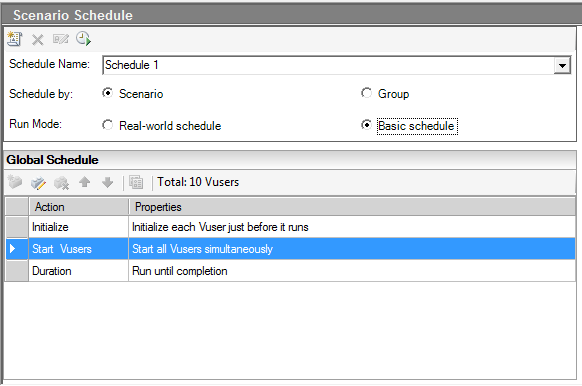 Scenario Schedule
Schedule Name: Schedule 1
Schedule by: Scenario Group
Run Mode: Real-world schedule Basic schedule
Global Schedule
Total: 10 Vusers
Action Properties
Initialize Initialize each Vuser just before it runs
Start Vusers Start all Vusers simultaneously
Duration Run until completion